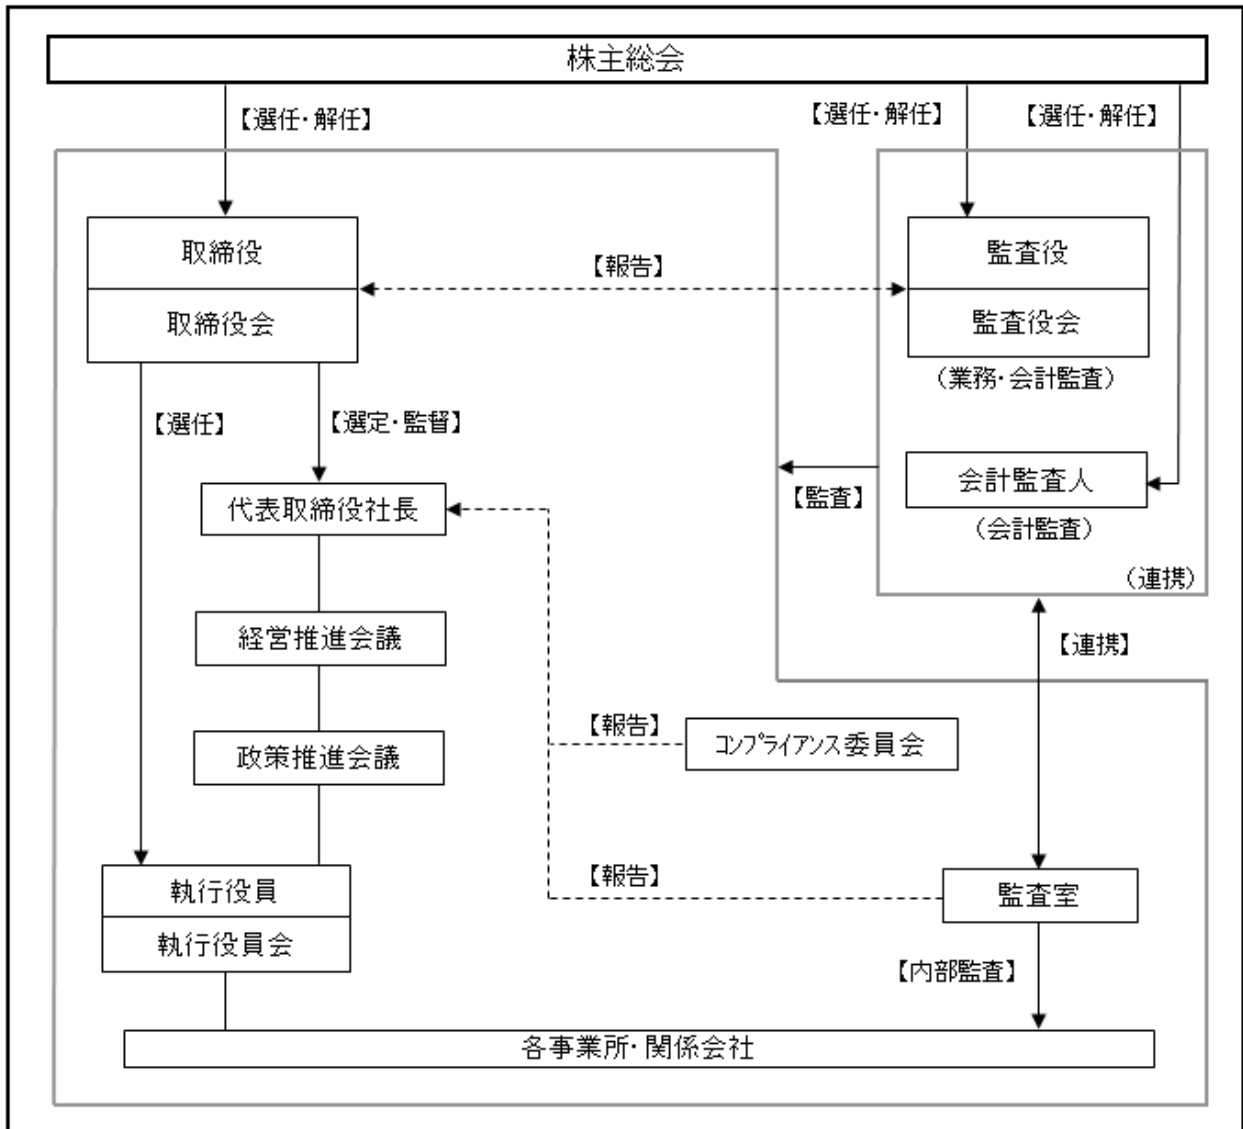 株主総会
【選任・解任】
【選任・解任】
【選任・解任】
取締役
取締役会
【報告】
監査役
監査役会
（業務・会計監査）
【選任】
【選定・監督】
代表取締役社長
【監査】
会計監査人
（会計監査）
（連携）
経営推進会議
【連携】
政策推進会議
【報告】
コンプライアンス委員会
執行役員
執行役員会
【報告】
監査室
【内部監査】
各事業所・関係会社